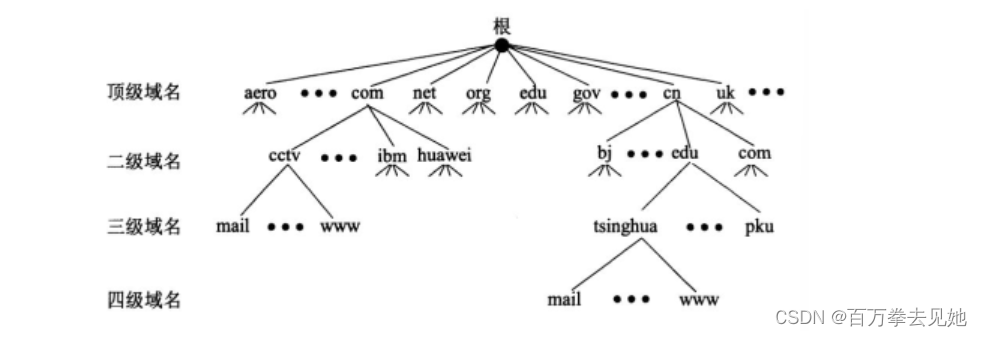 根
顶级域名 aero ••• com net org edu gov ••• cn uk •••
二级域名 cctv ••• ibm huawei bj ••• edu com
三级域名 mail ••• www tsinghua ••• pku
四级域名 mail ••• www
CSDN @百万拳去见她